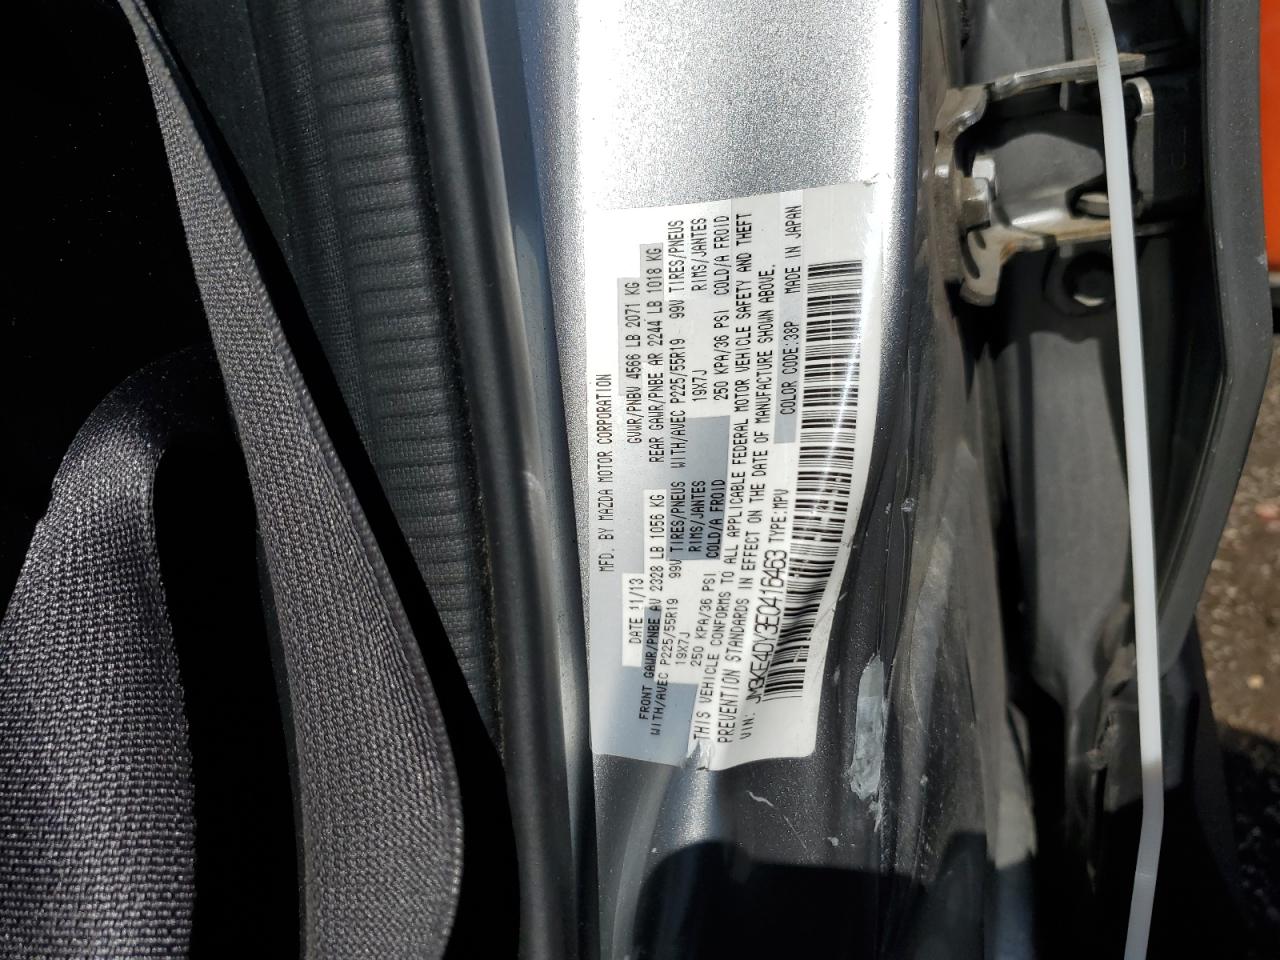 MFD. BY MAZDA MOTOR CORPORATION
DATE 11/13 GVWR/PNBV 4566 LB 2071 KG
FRONT GAWR/PNBE AV 2328 LB 1056 KG REAR GAWR/PNBE AR 2244 LB 1018 KG
WITH/AVEC P225/55R19 99V TIRES/PNEUS WITH/AVEC P225/55R19 99V TIRES/PNEUS
19X7J RIMS/JANTES 19X7J RIMS/JANTES
250 KPA/36 PSI COLD/A FROID 250 KPA/36 PSI COLD/A FROID
THIS VEHICLE CONFORMS TO ALL APPLICABLE FEDERAL MOTOR VEHICLE SAFETY AND THEFT
PREVENTION STANDARDS IN EFFECT ON THE DATE OF MANUFACTURE SHOWN ABOVE.
VIN: JM3KE4DY3E0416463 TYPE:MPV COLOR CODE:38P MADE IN JAPAN